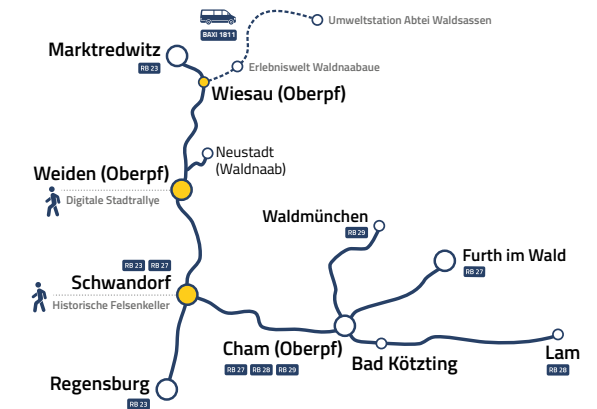 Umweltstation Abtei Waldsassen
BAXI 1811
Marktredwitz
RB 23
Erlebniswelt Waldnaabaue
Wiesau (Oberpf)
Neustadt
(Waldnaab)
Weiden (Oberpf)
Digitale Stadtrallye
Waldmünchen
RB 29
Furth im Wald
RB 27
RB 23 RB 27
Schwandorf
Historische Felsenkeller
Cham (Oberpf)
RB 27 RB 28 RB 29
Bad Kötzting
Lam
RB 28
Regensburg
RB 23